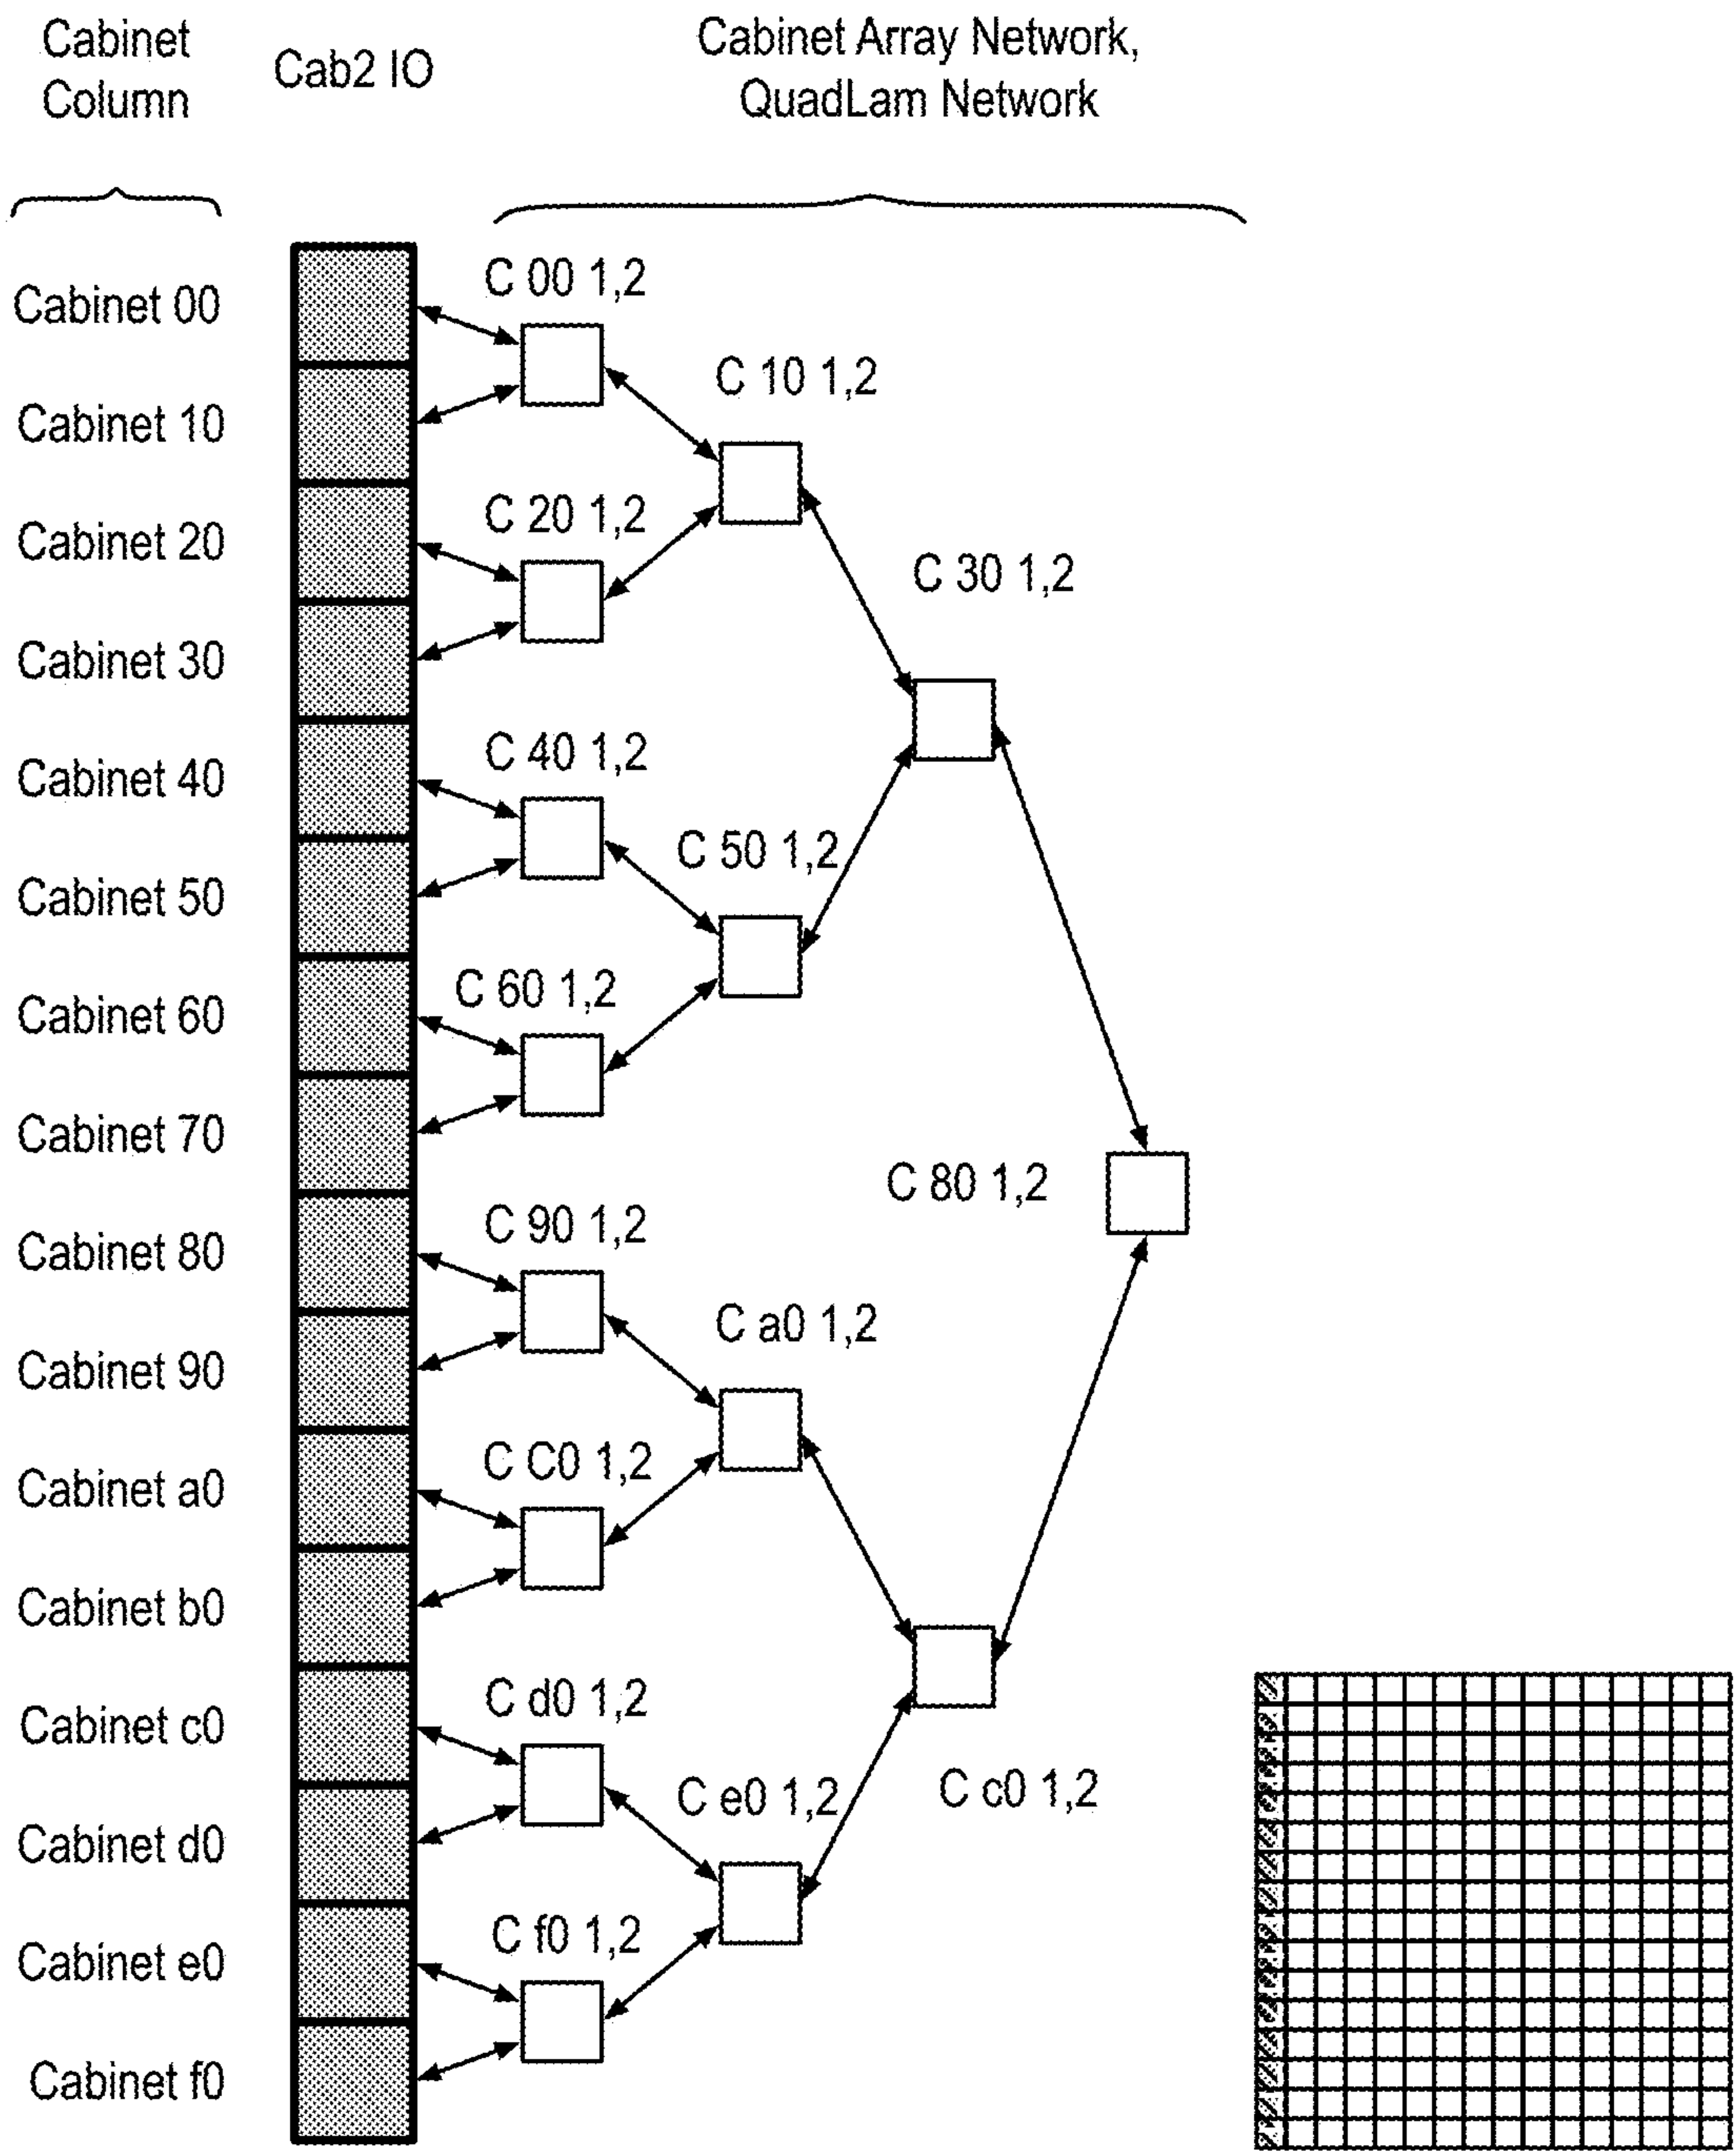 Cabinet
Column
Cab2 IO
Cabinet Array Network,
QuadLam Network
Cabinet 00
Cabinet 10
Cabinet 20
Cabinet 30
Cabinet 40
Cabinet 50
Cabinet 60
Cabinet 70
Cabinet 80
Cabinet 90
Cabinet a0
Cabinet b0
Cabinet c0
Cabinet d0
Cabinet e0
Cabinet f0
C 00 1,2
C 20 1,2
C 40 1,2
C 60 1,2
C 90 1,2
C C0 1,2
C d0 1,2
C f0 1,2
C 10 1,2
C 50 1,2
C a0 1,2
C e0 1,2
C 30 1,2
C c0 1,2
C 80 1,2